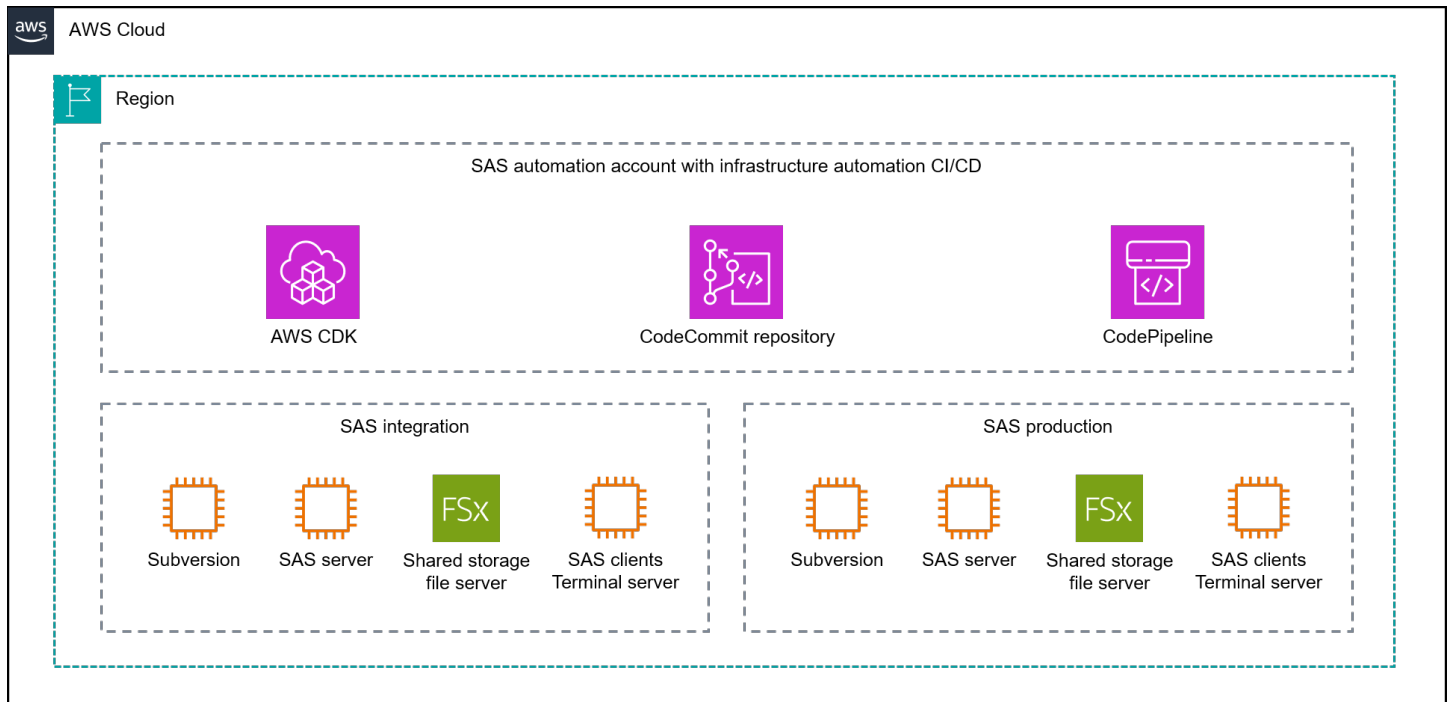 aws
AWS Cloud
Region
SAS automation account with infrastructure automation CI/CD
</>
</>
AWS CDK
CodeCommit repository
CodePipeline
SAS integration
SAS production
FSx
FSx
Subversion
SAS server
Shared storage
file server
SAS clients
Terminal server
Subversion
SAS server
Shared storage
file server
SAS clients
Terminal server